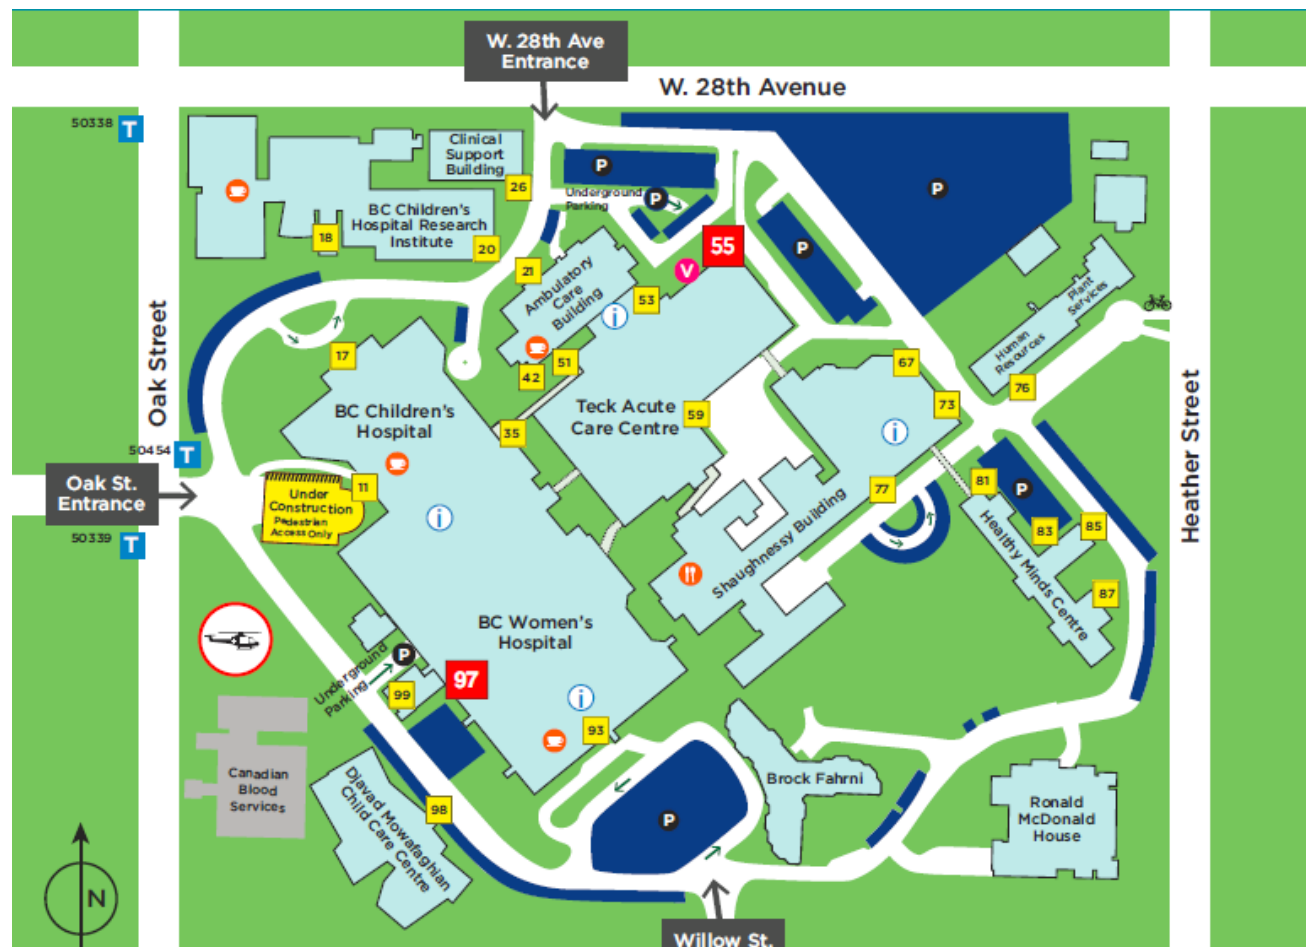 W. 28th Ave
Entrance
W. 28th Avenue
50338 T
Clinical
Support
Building
26
P
Underground
Parking
P
P
BC Children's
Hospital Research
Institute
18
20
55
P
V
21
Ambulatory
Care
Building
53
i
Plant
Services
Human
Resources
Oak Street
17
42
51
67
76
BC Children's
Hospital
35
Teck Acute
Care Centre
59
73
i
50454 T
Oak St.
Entrance
11
Under
Construction
Pedestrian
Access Only
i
77
81
P
Heather Street
50339 T
83
85
Shaughnessy Building
Healthy Minds Centre
87
BC Women's
Hospital
P
Underground
Parking
97
99
i
93
Canadian
Blood
Services
Djavad Mowafaghian
Child Care Centre
98
P
Brock Fahrni
Ronald
McDonald
House
N
Willow St.